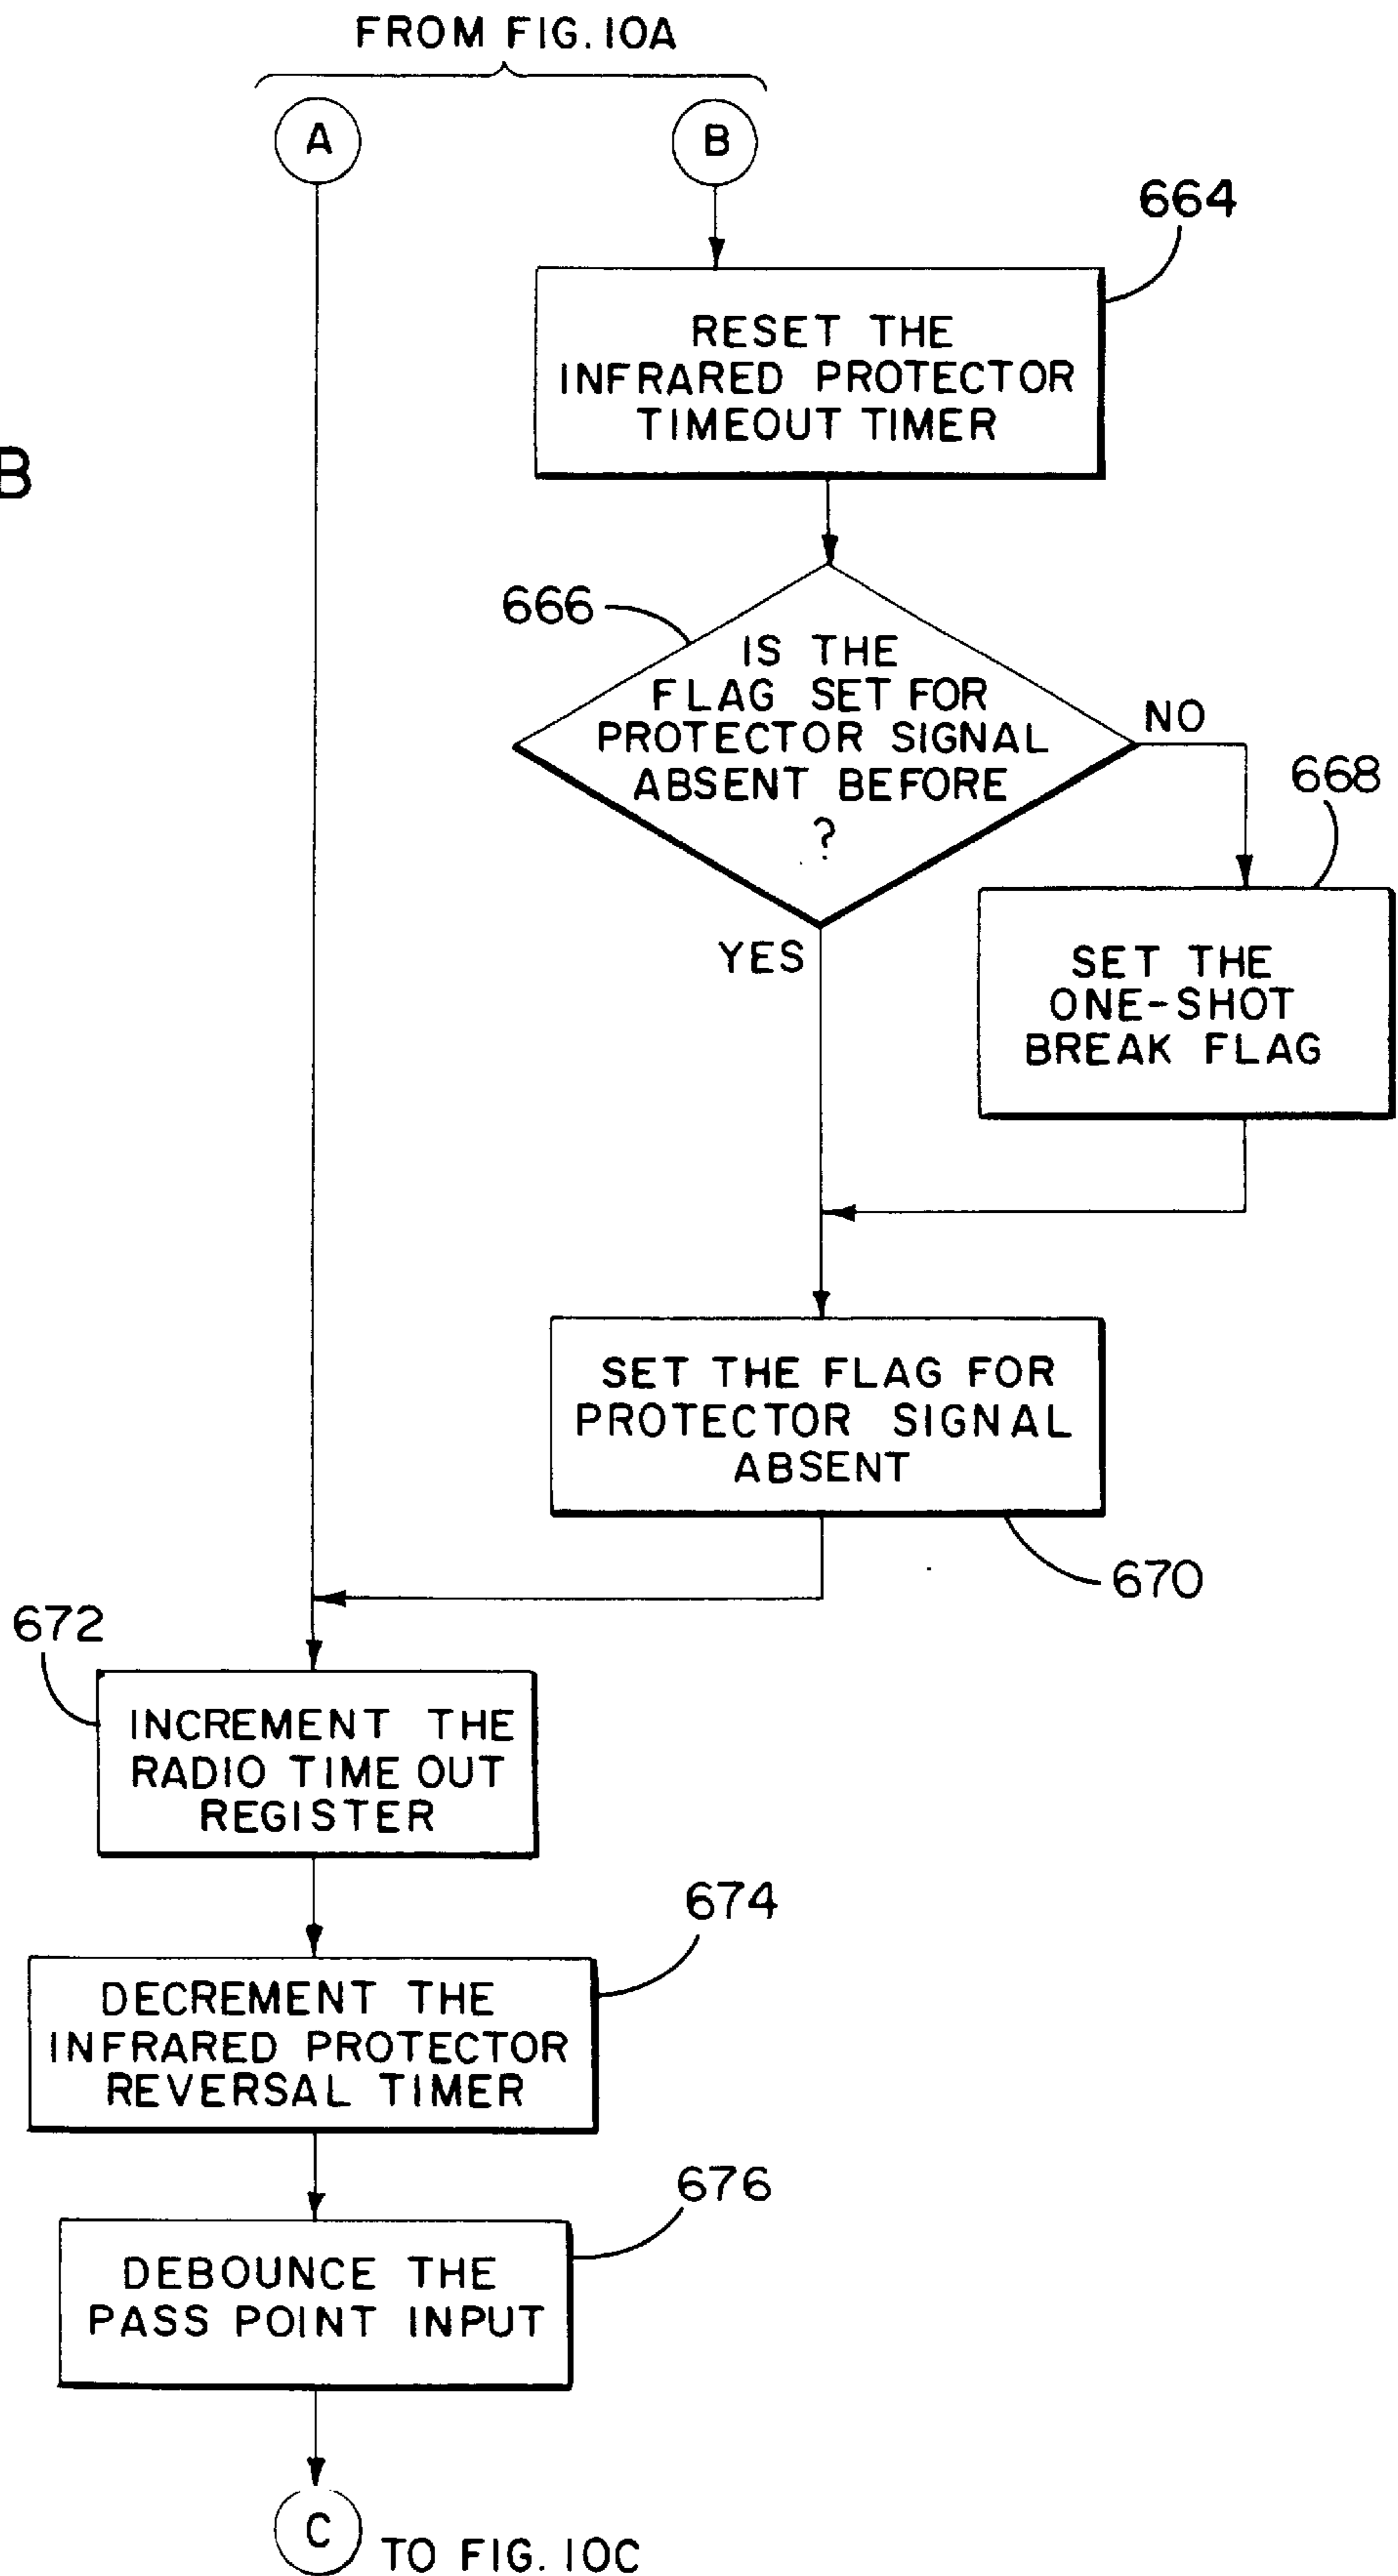 FROM FIG. 10A
A
B
664
RESET THE
INFRARED PROTECTOR
TIMEOUT TIMER
B
666
IS THE
FLAG SET FOR
PROTECTOR SIGNAL
ABSENT BEFORE
?
NO
668
YES
SET THE
ONE-SHOT
BREAK FLAG
SET THE FLAG FOR
PROTECTOR SIGNAL
ABSENT
670
672
INCREMENT THE
RADIO TIME OUT
REGISTER
674
DECREMENT THE
INFRARED PROTECTOR
REVERSAL TIMER
676
DEBOUNCE THE
PASS POINT INPUT
C
TO FIG. 10C